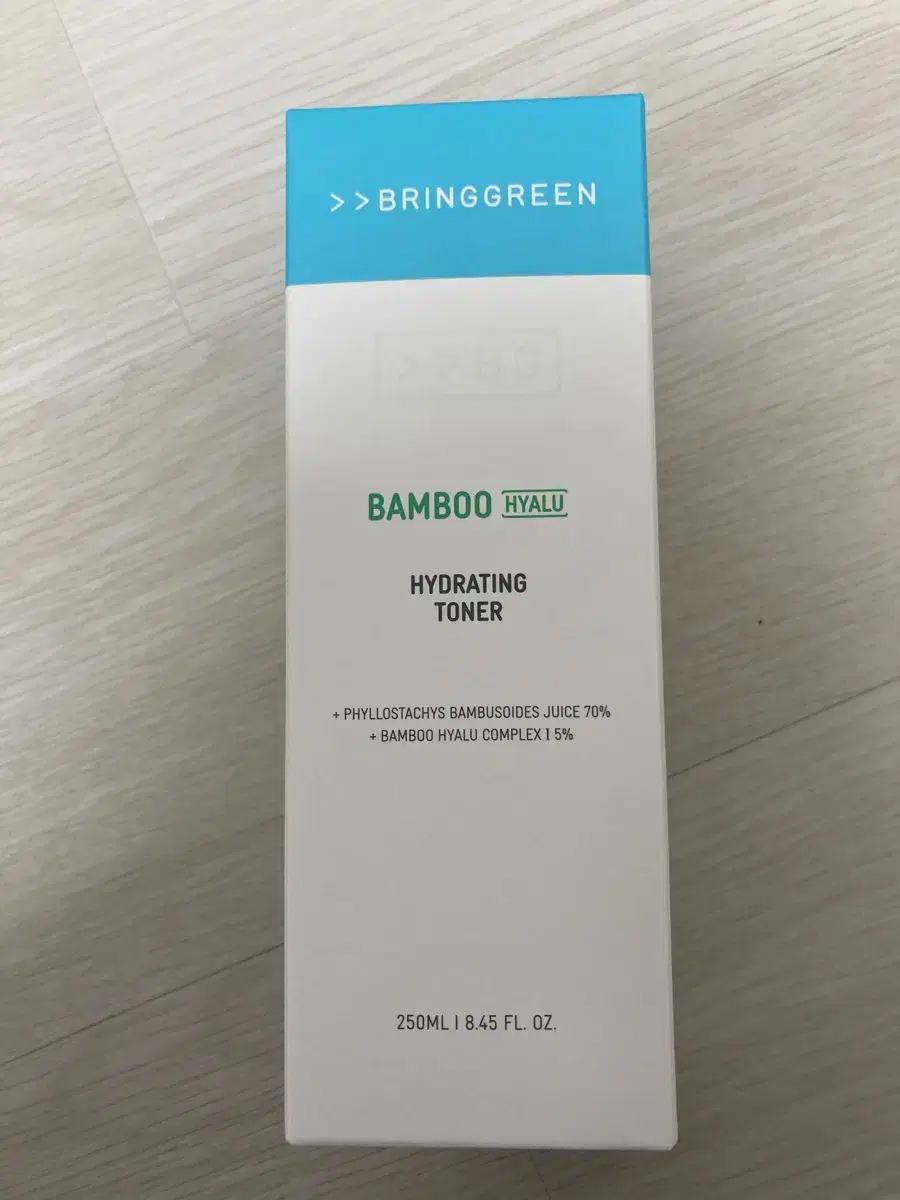 >>BRINGGREEN
BAMBOO HYALU
HYDRATING
TONER
+ PHYLLOSTACHYS BAMBUSOIDES JUICE 70%
+ BAMBOO HYALU COMPLEX I 5%
250ML I 8.45 FL. OZ.